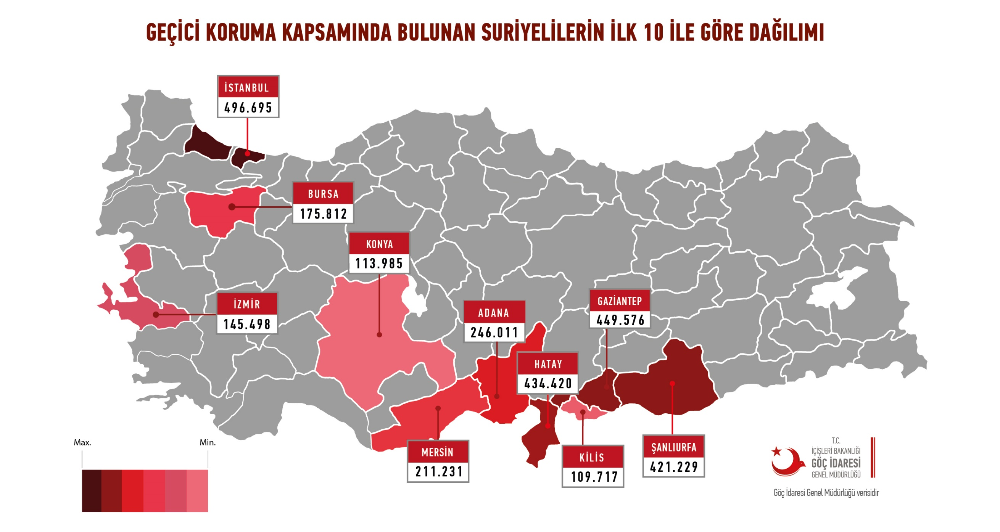 GEÇİCİ KORUMA KAPSAMINDA BULUNAN SURİYELİLERİN İLK 10 İLE GÖRE DAĞILIMI
İSTANBUL
496.695
BURSA
175.812
KONYA
113.985
İZMİR
145.498
ADANA
246.011
GAZİANTEP
449.576
HATAY
434.420
MERSİN
211.231
KİLİS
109.717
ŞANLIURFA
421.229
Max.
Min.
T.C.
İÇİŞLERİ BAKANLIĞI
GÖÇ İDARESİ
GENEL MÜDÜRLÜĞÜ
Göç İdaresi Genel Müdürlüğü verisidir